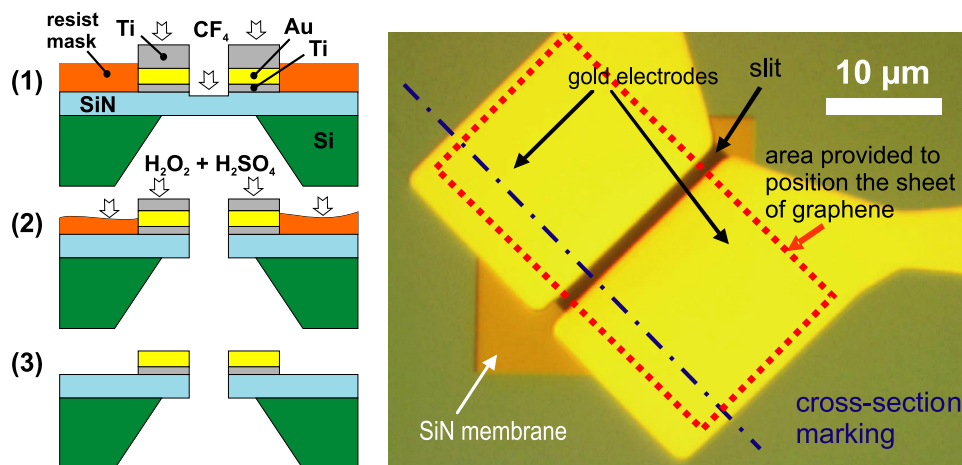 resist
mask
Ti
CF4
Au
Ti
(1)
SiN
Si
H2O2 + H2SO4
(2)
(3)
gold electrodes
slit
10 µm
area provided to
position the sheet
of graphene
SiN membrane
cross-section
marking